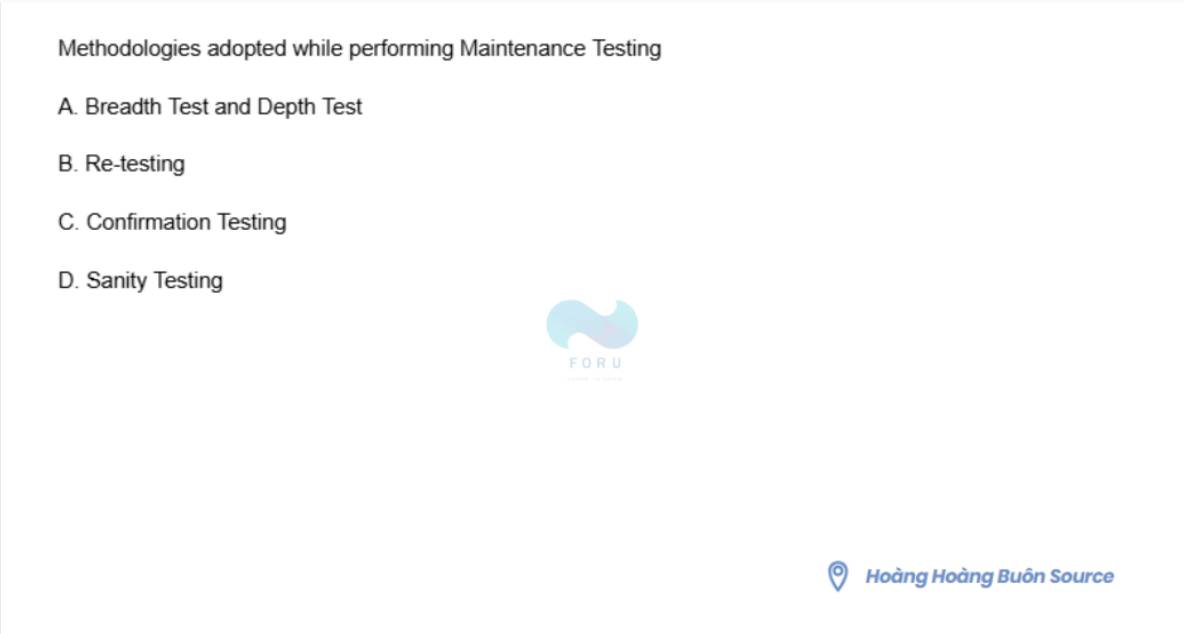 Methodologies adopted while performing Maintenance Testing
A. Breadth Test and Depth Test
B. Re-testing
C. Confirmation Testing
D. Sanity Testing
FORU
Hoàng Hoàng Buôn Source